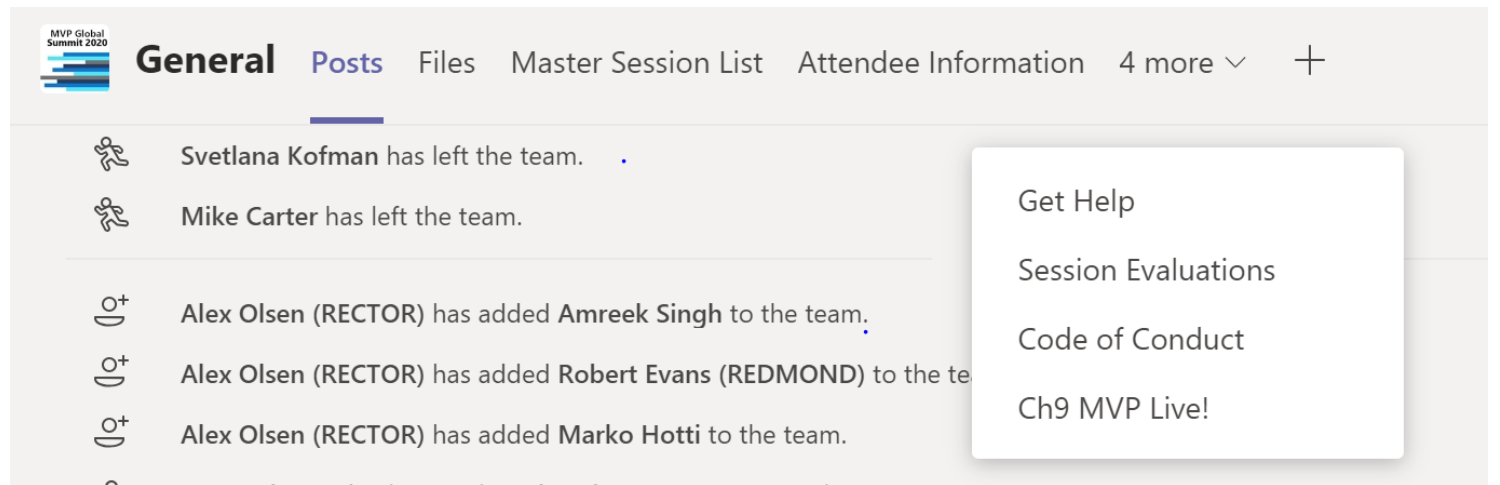 MVP Global
Summit 2020
General Posts Files Master Session List Attendee Information 4 more
Svetlana Kofman has left the team.
Mike Carter has left the team.
Alex Olsen (RECTOR) has added Amreek Singh to the team.
Alex Olsen (RECTOR) has added Robert Evans (REDMOND) to the te
Alex Olsen (RECTOR) has added Marko Hotti to the team.
Get Help
Session Evaluations
Code of Conduct
Ch9 MVP Live!